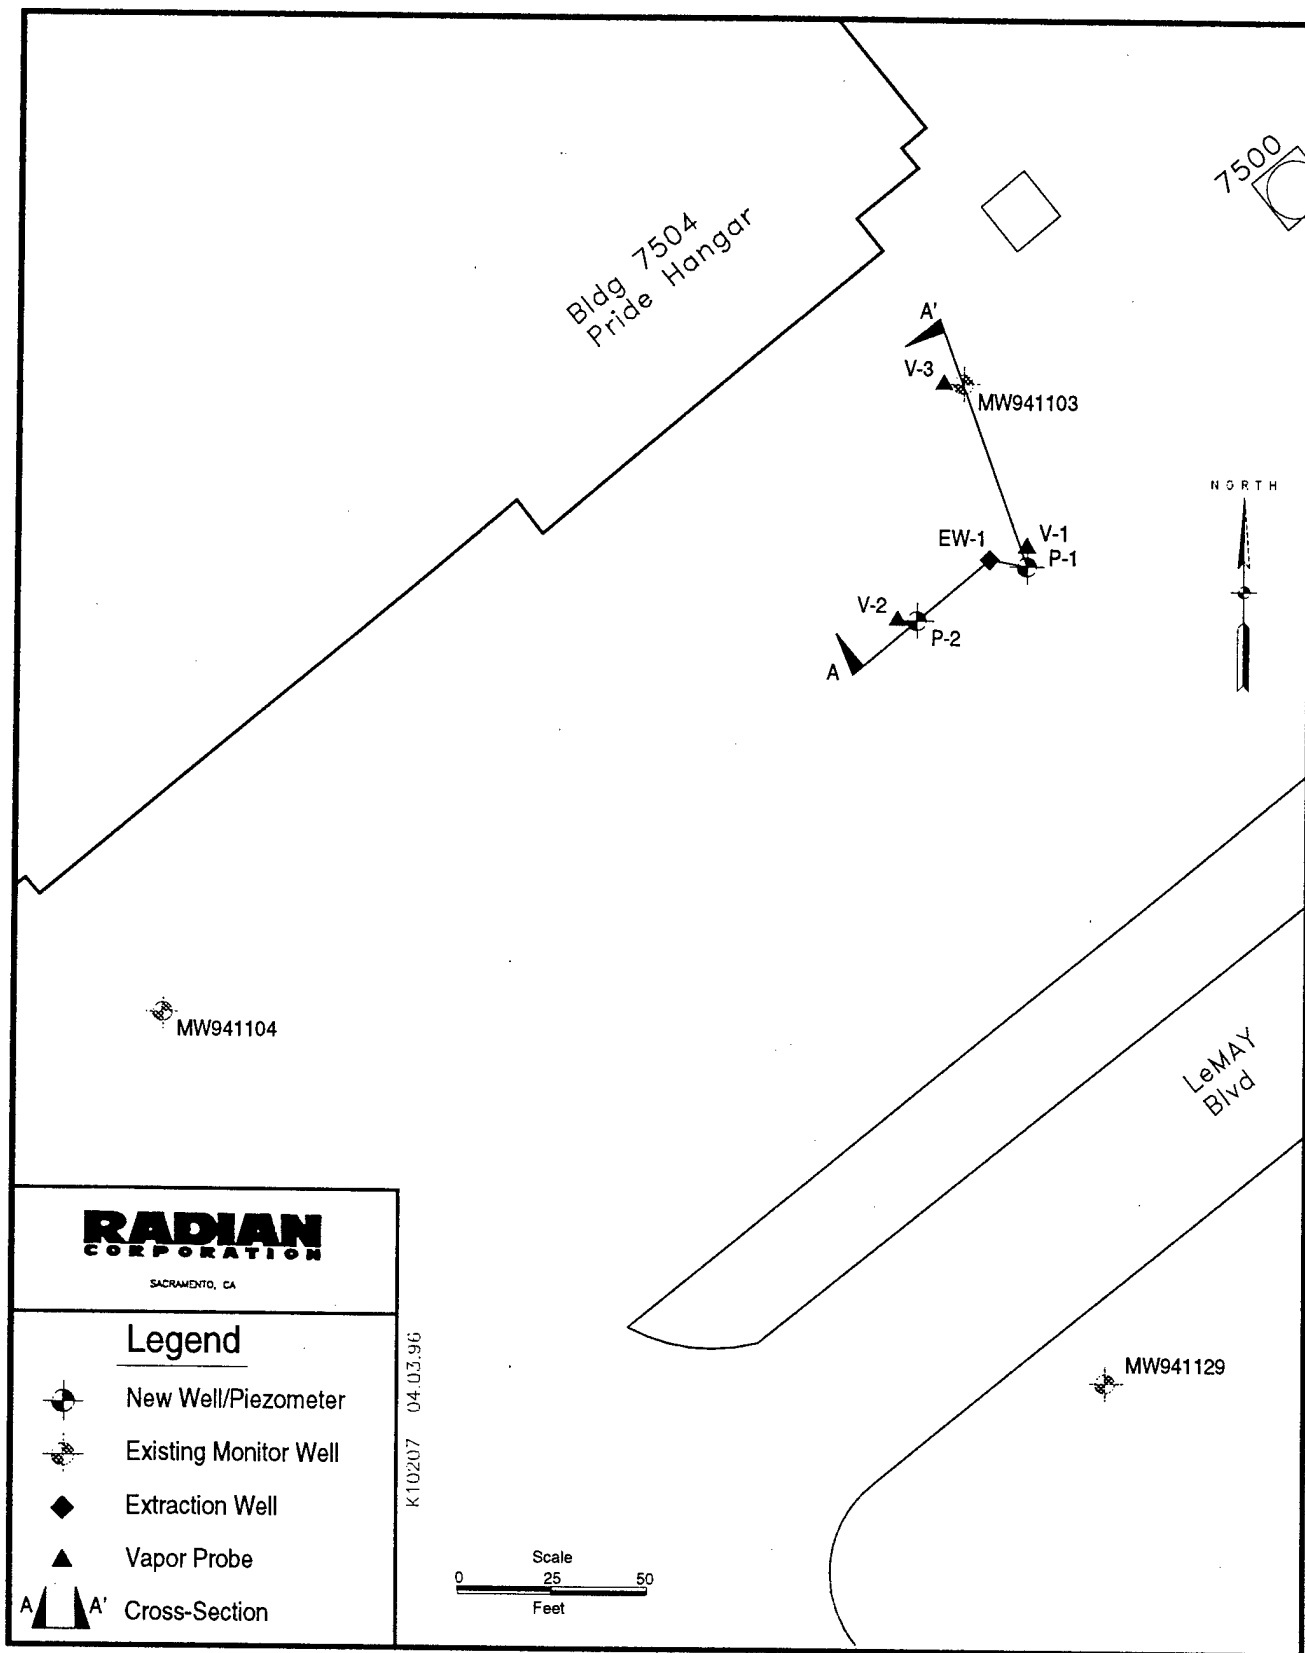 7500
Bldg 7504
Pride Hangar
A'
V-3
MW941103
NORTH
EW-1
V-1
P-1
V-2
P-2
A
MW941104
LeMAY
Blvd
RADIAN
CORPORATION
SACRAMENTO, CA
Legend
New Well/Piezometer
Existing Monitor Well
Extraction Well
Vapor Probe
A A' Cross-Section
K10207 04.03.96
MW941129
Scale
0 25 50
Feet